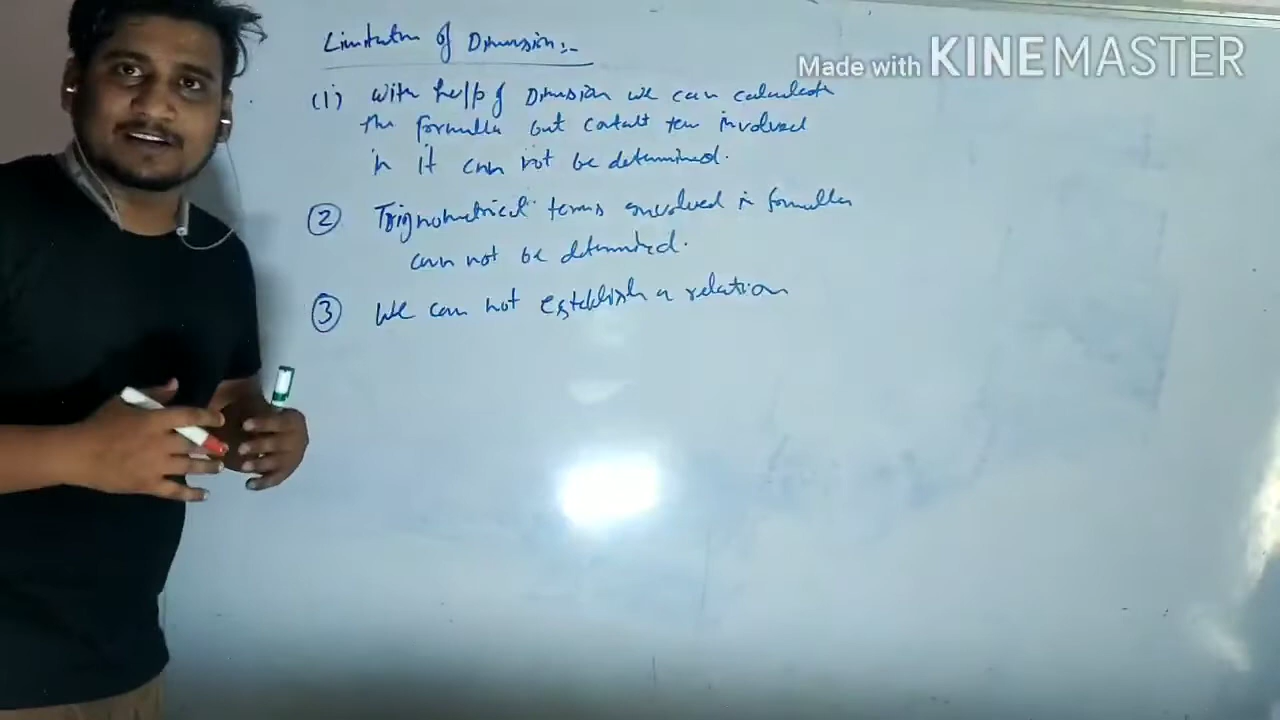 Limitation of Dimension:-
Made with KINEMASTER
(1) With help of Dimension we can calculate
the formulla but constt term involved
in it can not be determined.
(2) Trignometrical terms involved in formulla
can not be determined.
(3) We can not establish a relation